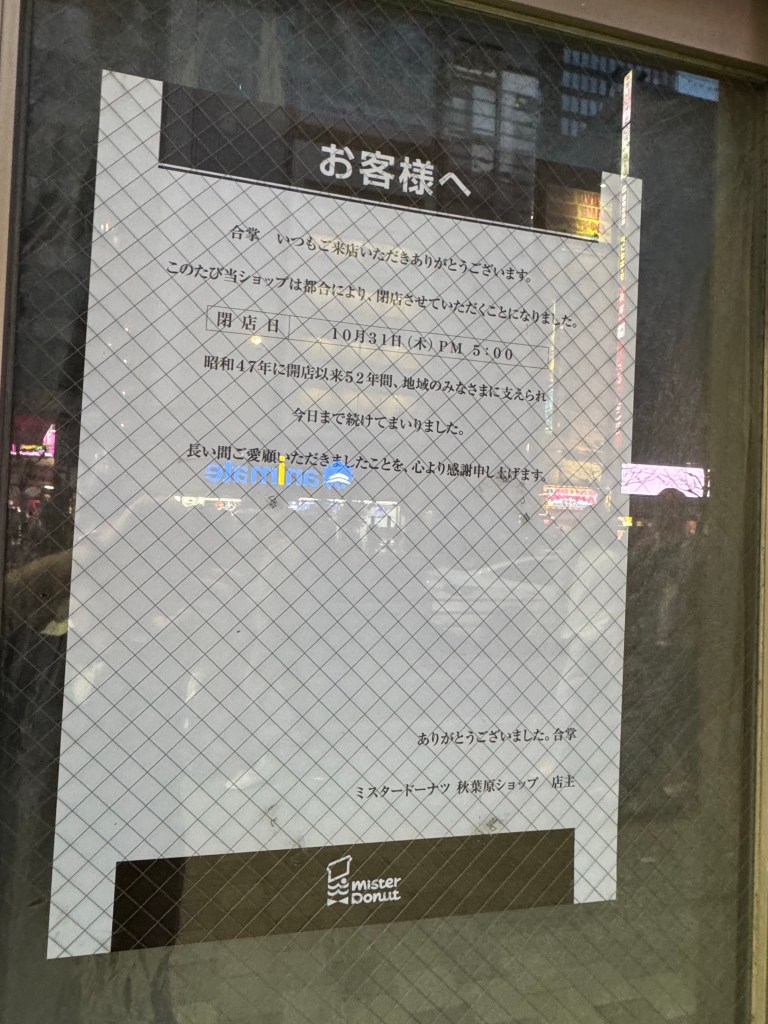 お客様へ
合掌　いつもご来店いただきありがとうございます。
このたび当ショップは都合により、閉店させていただくことになりました。
閉店日　10月31日(木)PM 5:00
昭和47年に開店以来52年間、地域のみなさまに支えられ
今日まで続けてまいりました。
長い間ご愛顧いただきましたことを、心より感謝申し上げます。
animate
ありがとうございました。合掌
ミスタードーナツ 秋葉原ショップ　店主
mister
Donut